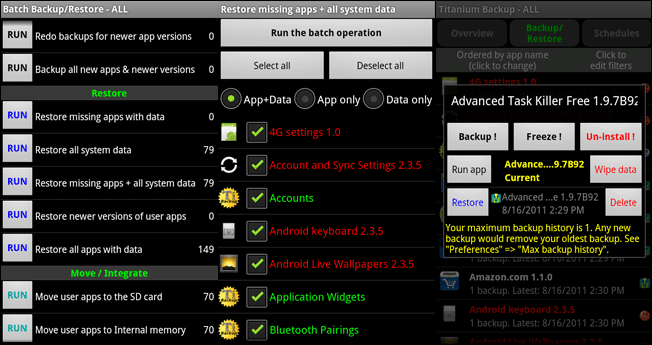 Batch Backup/Restore - ALL
RUN Redo backups for newer app versions 0
RUN Backup all new apps & newer versions 0
Restore
RUN Restore missing apps with data 0
RUN Restore all system data 79
RUN Restore missing apps + all system data 79
RUN Restore newer versions of user apps 0
RUN Restore all apps with data 149
Move / Integrate
RUN Move user apps to the SD card 70
RUN Move user apps to Internal memory 70
Restore missing apps + all system data
Run the batch operation
Select all Deselect all
App+Data App only Data only
4G settings 1.0
Account and Sync Settings 2.3.5
Accounts
Android keyboard 2.3.5
Android Live Wallpapers 2.3.5
Application Widgets
Bluetooth Pairings
Titanium Backup - ALL
Overview Backup/ Restore Schedules
Ordered by app name Click to
(click to change) edit filters
4G settings 1.0
Advanced Task Killer Free 1.9.7B92
Backup ! Freeze ! Un-install !
Run app Advance....9.7B92 Wipe data
Current
Restore Advanced ...e 1.9.7B92 Delete
8/16/2011 2:29 PM
Your maximum backup history is 1. Any new
backup would remove your oldest backup. See
"Preferences" => "Max backup history".
1 backup. Latest: 8/16/2011 2:29 PM
Amazon.com 1.1.0
1 backup. Latest: 8/16/2011 2:30 PM
Android keyboard 2.3.5
1 backup. Latest: 8/16/2011 2:30 PM